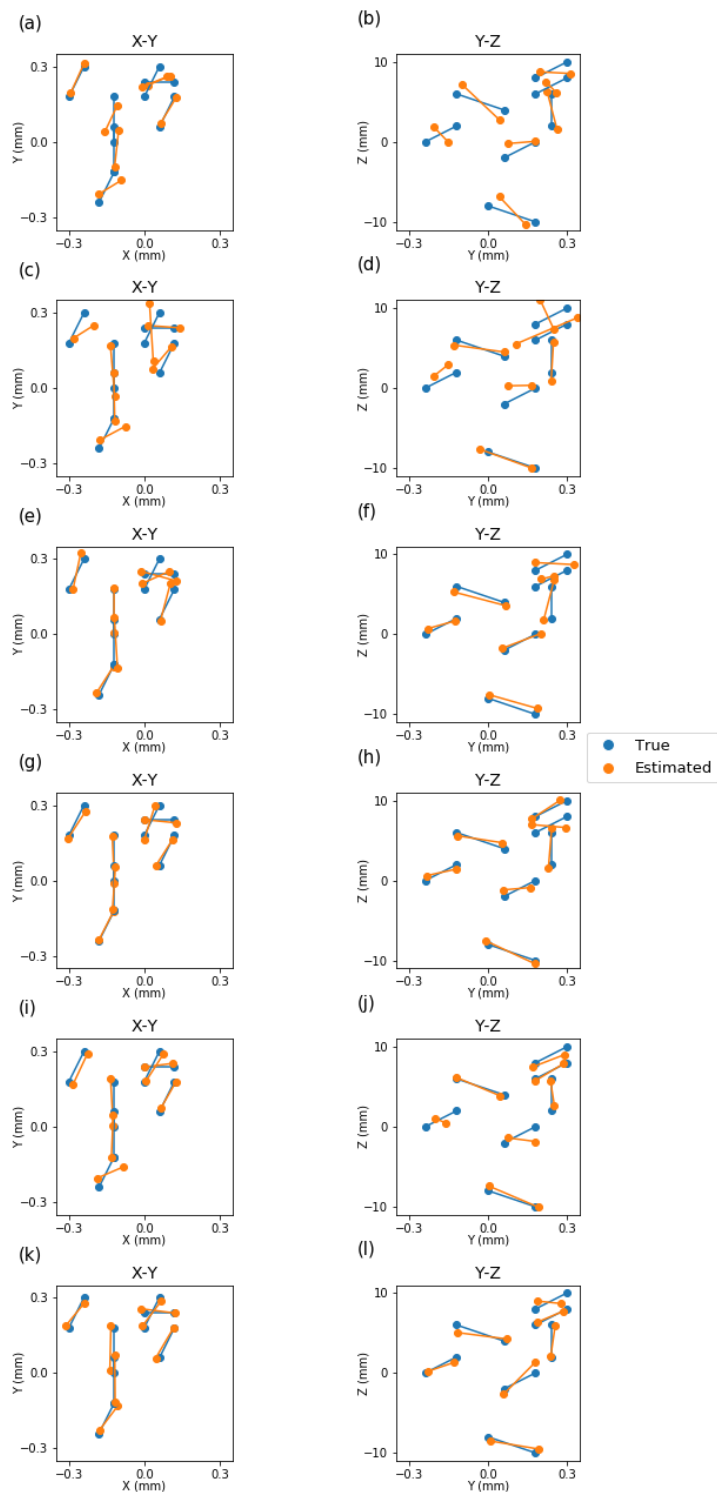 (a)
X-Y
0.3
0.0
−0.3
Y (mm)
−0.3
0.0
0.3
X (mm)
(b)
Y-Z
10
0
−10
Z (mm)
−0.3
0.0
0.3
Y (mm)
(c)
X-Y
0.3
0.0
−0.3
Y (mm)
−0.3
0.0
0.3
X (mm)
(d)
Y-Z
10
0
−10
Z (mm)
−0.3
0.0
0.3
Y (mm)
(e)
X-Y
0.3
0.0
−0.3
Y (mm)
−0.3
0.0
0.3
X (mm)
(f)
Y-Z
10
0
−10
Z (mm)
−0.3
0.0
0.3
Y (mm)
True
Estimated
(g)
X-Y
0.3
0.0
−0.3
Y (mm)
−0.3
0.0
0.3
X (mm)
(h)
Y-Z
10
0
−10
Z (mm)
−0.3
0.0
0.3
Y (mm)
(i)
X-Y
0.3
0.0
−0.3
Y (mm)
−0.3
0.0
0.3
X (mm)
(j)
Y-Z
10
0
−10
Z (mm)
−0.3
0.0
0.3
Y (mm)
(k)
X-Y
0.3
0.0
−0.3
Y (mm)
−0.3
0.0
0.3
X (mm)
(l)
Y-Z
10
0
−10
Z (mm)
−0.3
0.0
0.3
Y (mm)